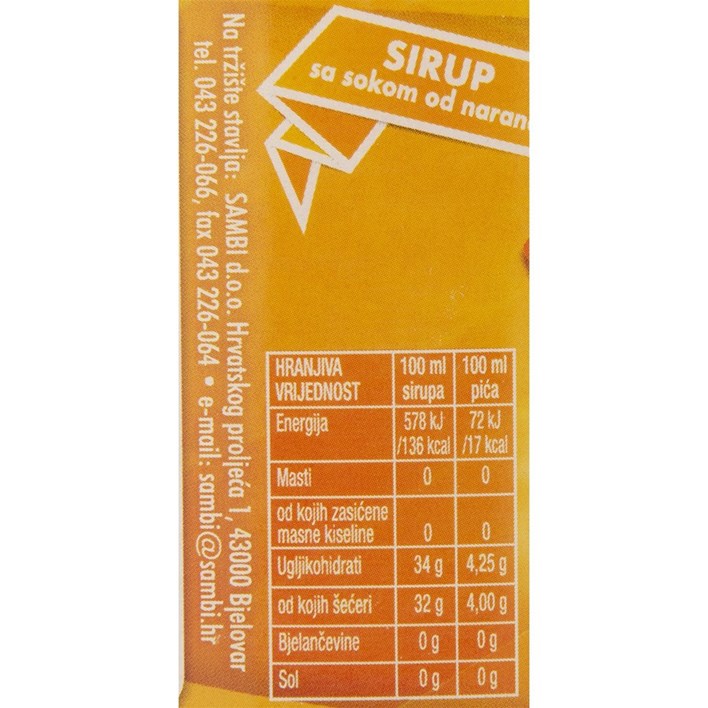 SIRUP
sa sokom od naran
HRANJIVA VRIJEDNOST 100 ml sirupa 100 ml pića
Energija 578 kJ /136 kcal 72 kJ /17 kcal
Masti 0 0
od kojih zasićene masne kiseline 0 0
Ugljikohidrati 34 g 4,25 g
od kojih šećeri 32 g 4,00 g
Bjelančevine 0 g 0 g
Sol 0 g 0 g
Na tržište stavlja: SAMBI d.o.o. Hrvatskog proljeća 1, 43000 Bjelovar
tel. 043 226-066, fax 043 226-064 • e-mail: sambi@sambi.hr